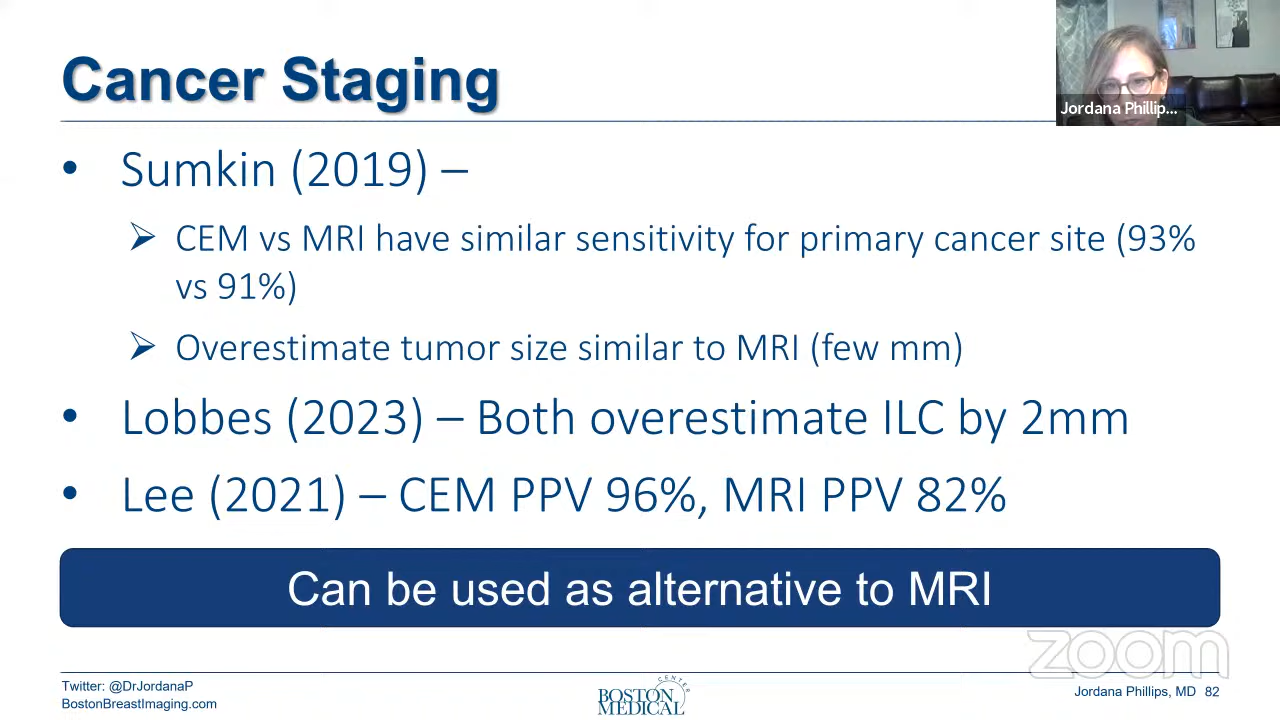 Cancer Staging
Jordana Phillip...
• Sumkin (2019) –
➢ CEM vs MRI have similar sensitivity for primary cancer site (93%
vs 91%)
➢ Overestimate tumor size similar to MRI (few mm)
• Lobbes (2023) – Both overestimate ILC by 2mm
• Lee (2021) – CEM PPV 96%, MRI PPV 82%
Can be used as alternative to MRI
zoom
Twitter: @DrJordanaP
BostonBreastImaging.com
BOSTON
MEDICAL
CENTER
Jordana Phillips, MD 82